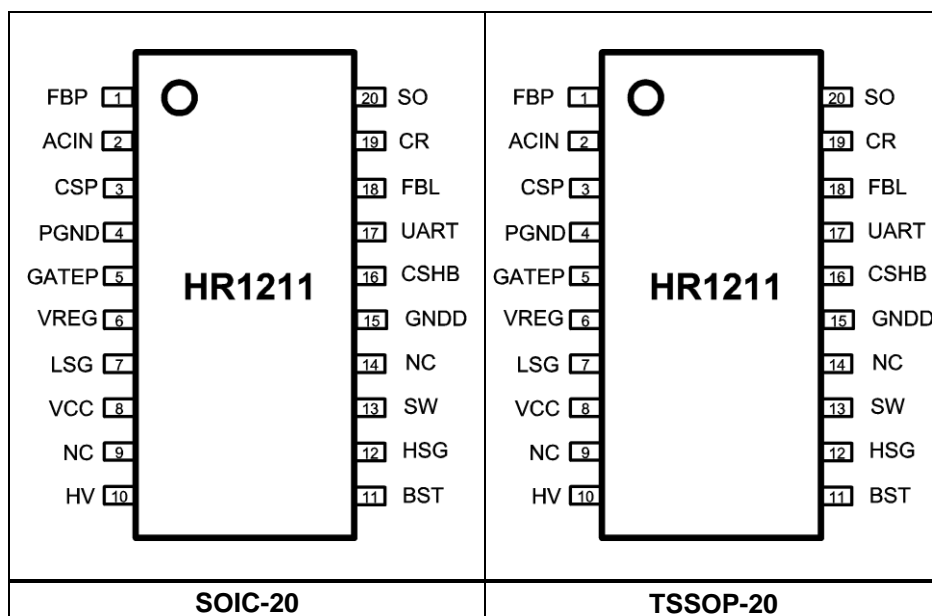 FBP 1 20 SO
ACIN 2 19 CR
CSP 3 18 FBL
PGND 4 17 UART
GATEP 5 16 CSHB
HR1211
VREG 6 15 GNDD
LSG 7 14 NC
VCC 8 13 SW
NC 9 12 HSG
HV 10 11 BST
SOIC-20
FBP 1 20 SO
ACIN 2 19 CR
CSP 3 18 FBL
PGND 4 17 UART
GATEP 5 16 CSHB
HR1211
VREG 6 15 GNDD
LSG 7 14 NC
VCC 8 13 SW
NC 9 12 HSG
HV 10 11 BST
TSSOP-20